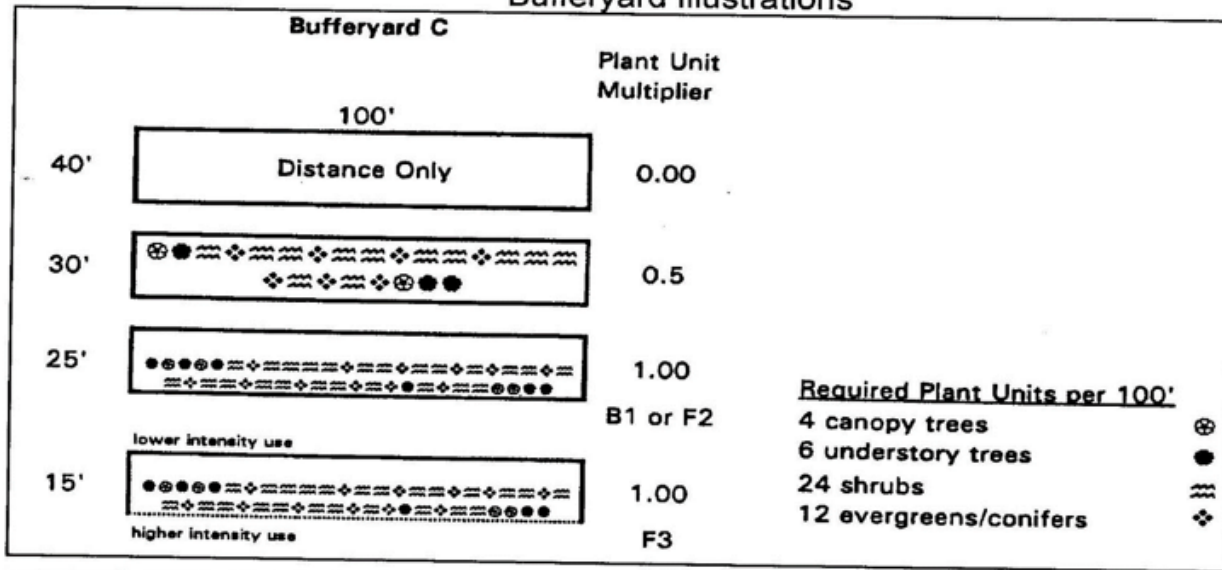 Bufferyard Illustrations
Bufferyard C
Plant Unit
Multiplier
100'
40'
Distance Only
0.00
30'
0.5
25'
1.00
B1 or F2
lower intensity use
15'
1.00
higher intensity use
F3
Required Plant Units per 100'
4 canopy trees
6 understory trees
24 shrubs
12 evergreens/conifers